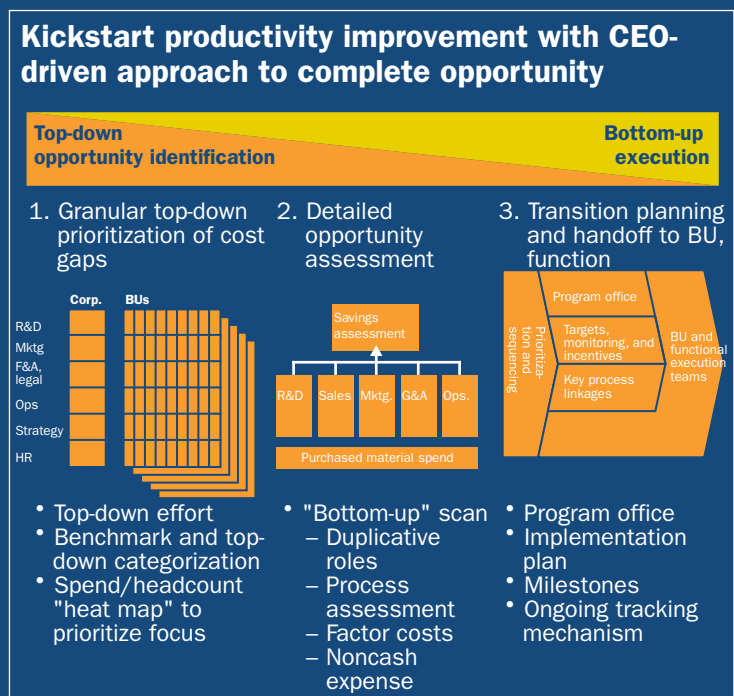 Kickstart productivity improvement with CEO-
driven approach to complete opportunity
Top-down
opportunity identification
Bottom-up
execution
1. Granular top-down
prioritization of cost
gaps
Corp.
BUs
R&D
Mktg
F&A,
legal
Ops
Strategy
HR
• Top-down effort
• Benchmark and top-
down categorization
• Spend/headcount
"heat map" to
prioritize focus
2. Detailed
opportunity
assessment
Savings
assessment
R&D
Sales
Mktg.
G&A
Ops.
Purchased material spend
• "Bottom-up" scan
– Duplicative
roles
– Process
assessment
– Factor costs
– Noncash
expense
3. Transition planning
and handoff to BU,
function
Prioritiza-
tion and
sequencing
Program office
Targets,
monitoring, and
incentives
Key process
linkages
BU and
functional
execution
teams
• Program office
• Implementation
plan
• Milestones
• Ongoing tracking
mechanism